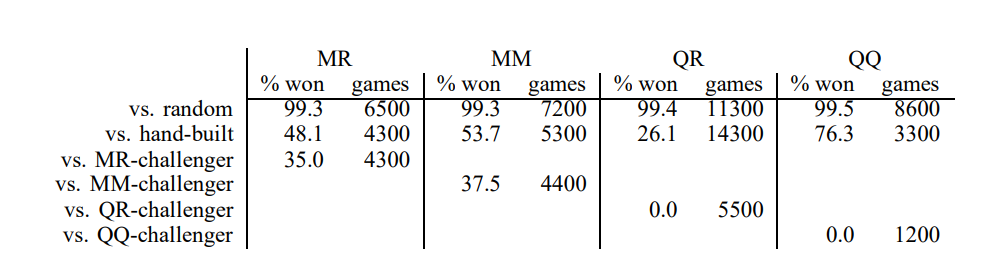 MR MM QR QQ
% won games % won games % won games % won games
vs. random 99.3 6500 99.3 7200 99.4 11300 99.5 8600
vs. hand-built 48.1 4300 53.7 5300 26.1 14300 76.3 3300
vs. MR-challenger 35.0 4300
vs. MM-challenger 37.5 4400
vs. QR-challenger 0.0 5500
vs. QQ-challenger 0.0 1200